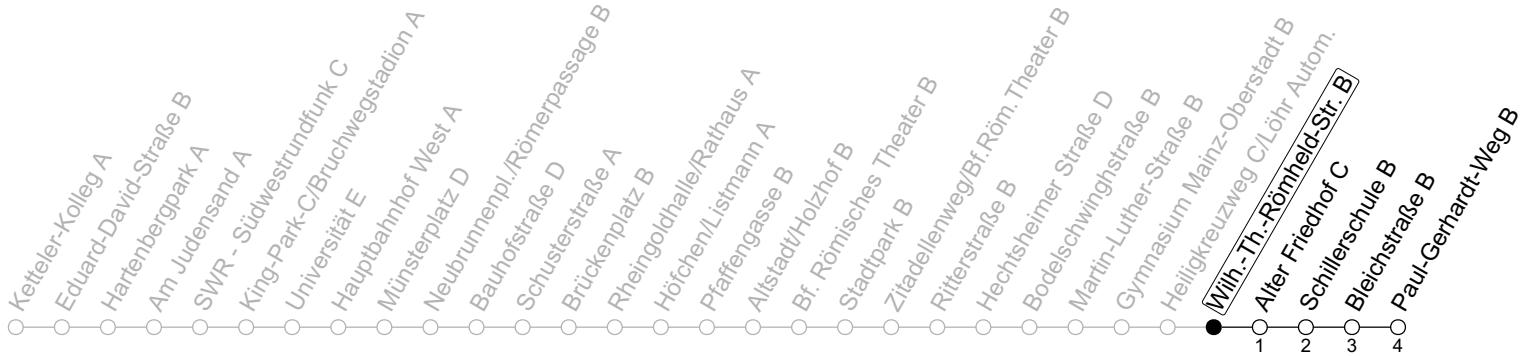 Ketteler-Kolleg A
Eduard-David-Straße B
Hartenbergpark A
Am Judensand A
SWR - Südwestrundfunk C
King-Park-C/Bruchwegstadion A
Universität E
Hauptbahnhof West A
Münsterplatz D
Neubrunnenpl./Römerpassage B
Bauhofstraße D
Schusterstraße A
Brückenplatz B
Rheingoldhalle/Rathaus A
Höfchen/Listmann A
Pfaffengasse B
Altstadt/Holzhof B
Bf. Römisches Theater B
Stadtpark B
Zitadellenweg/Bf.Röm. Theater B
Ritterstraße B
Hechtsheimer Straße D
Bodelschwinghstraße B
Martin-Luther-Straße B
Gymnasium Mainz-Oberstadt B
Heiligkreuzweg C/Löhr Autom.
Wilh.-Th.-Römheld-Str. B
Alter Friedhof C
Schillerschule B
Bleichstraße B
Paul-Gerhardt-Weg B
1 2 3 4